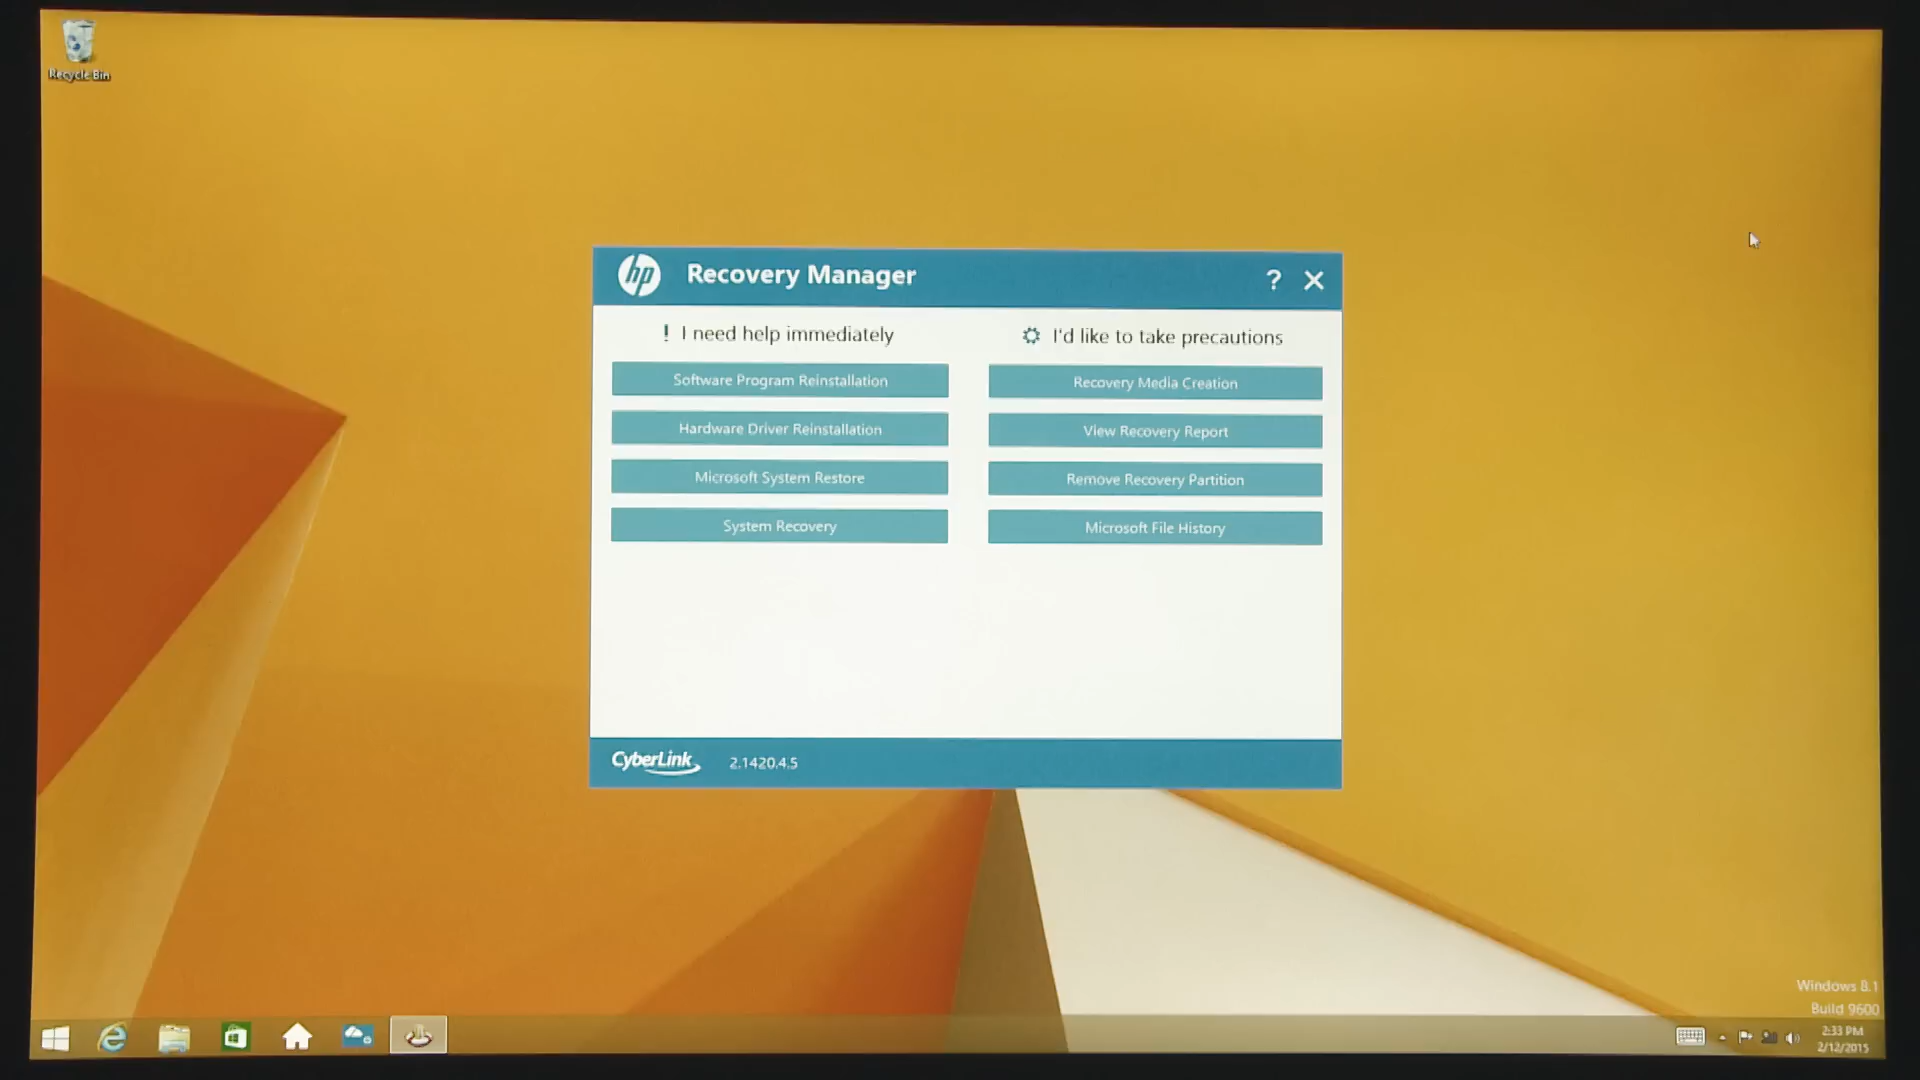 Recycle Bin
hp
Recovery Manager
?
! I need help immediately
Software Program Reinstallation
Hardware Driver Reinstallation
Microsoft System Restore
System Recovery
I'd like to take precautions
Recovery Media Creation
View Recovery Report
Remove Recovery Partition
Microsoft File History
CyberLink
2.1420.4.5
Windows 8.1
Build 9600
2:33 PM
2/12/2015